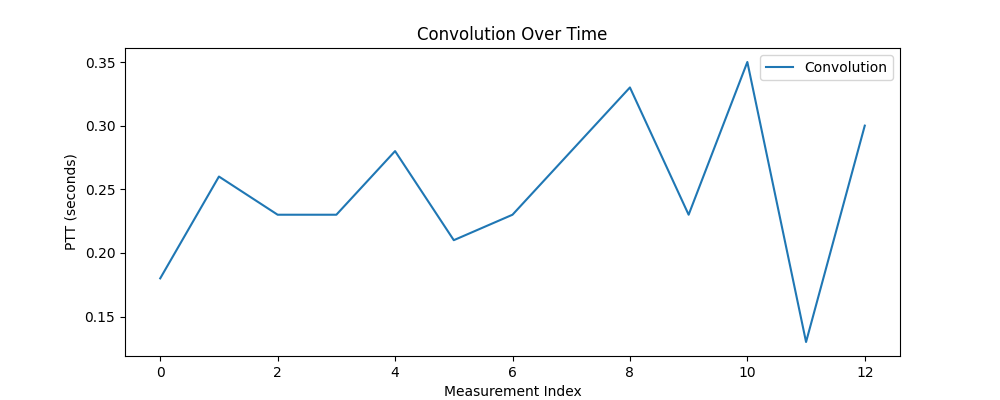 Convolution Over Time
Convolution
PTT (seconds)
0.35
0.30
0.25
0.20
0.15
0 2 4 6 8 10 12
Measurement Index